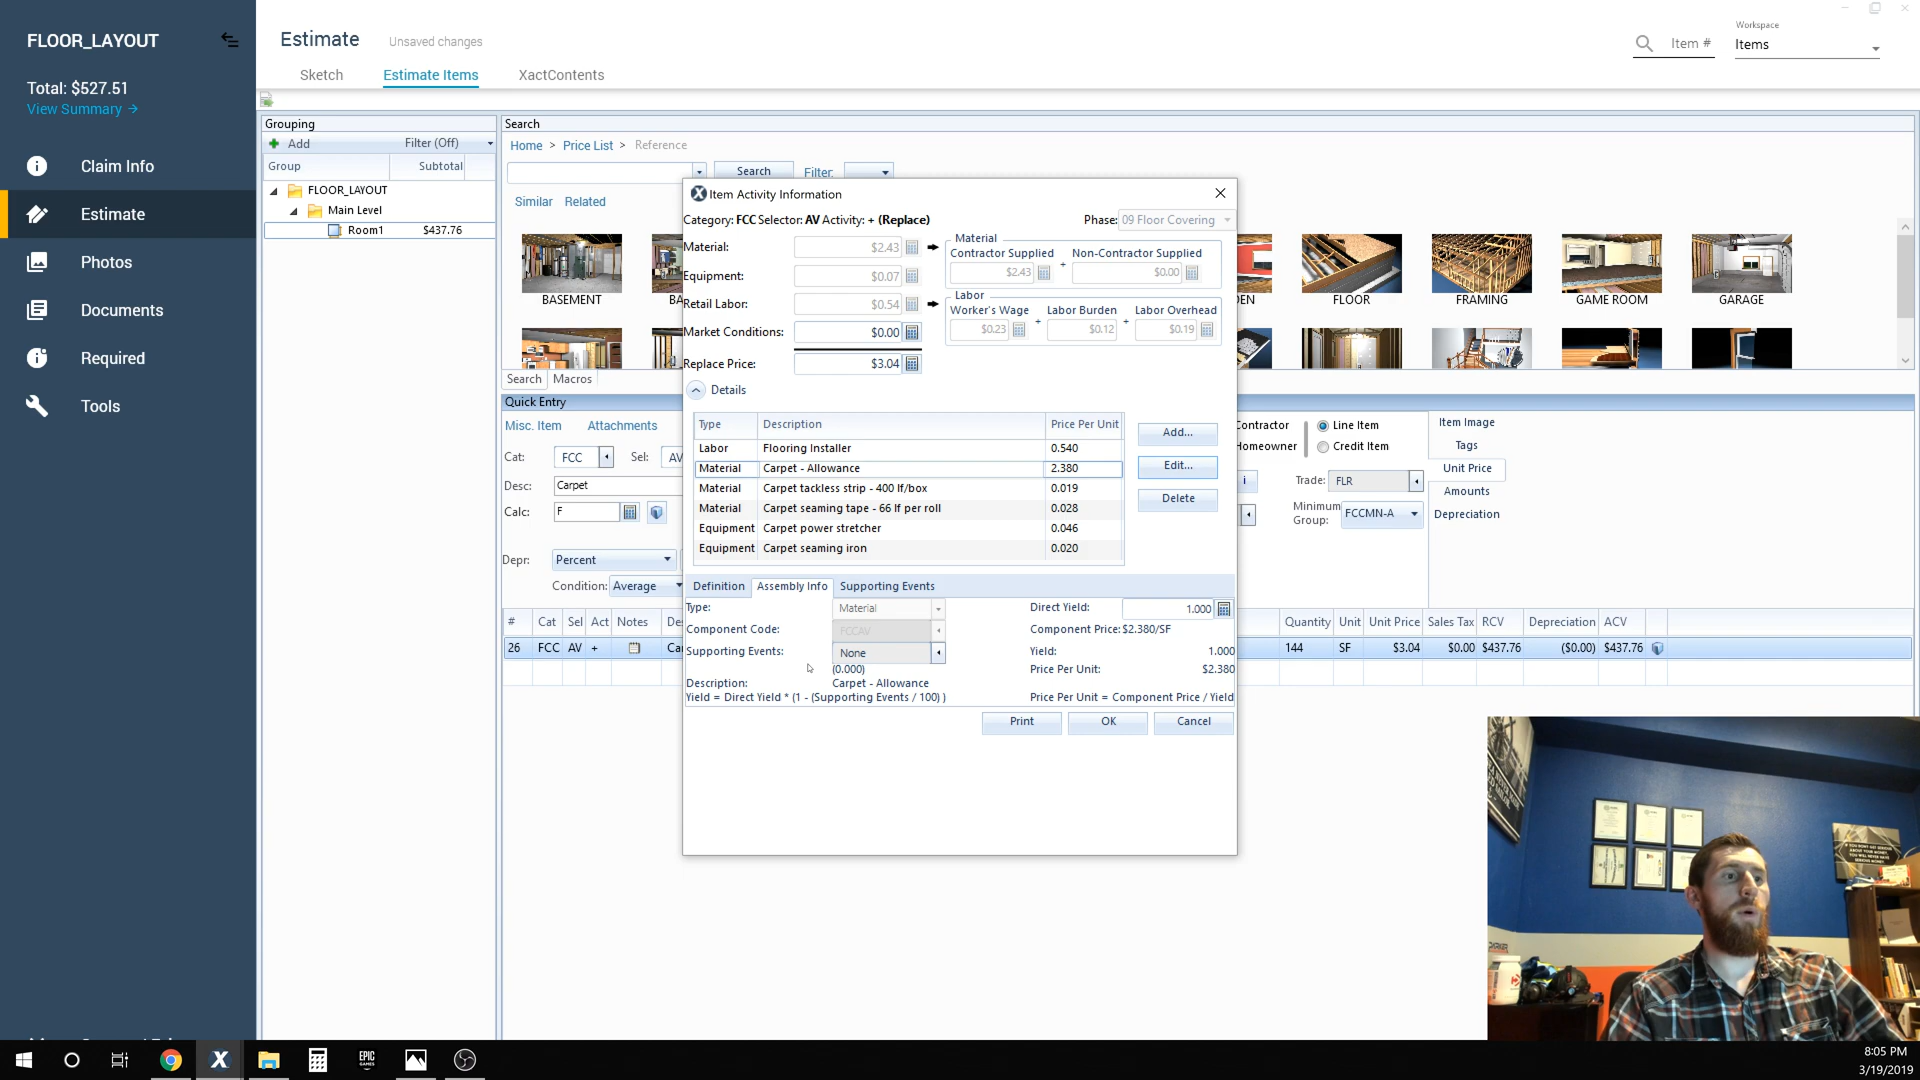 FLOOR_LAYOUT
Total: $527.51
View Summary →
Claim Info
Estimate
Photos
Documents
Required
Tools
Estimate Unsaved changes
Sketch Estimate Items XactContents
Item #
Workspace
Items
Grouping
Add Filter (Off)
Group Subtotal
FLOOR_LAYOUT
Main Level
Room1 $437.76
Search
Home > Price List > Reference
Search Filter:
Similar Related
BASEMENT
BA
EN
FLOOR
FRAMING
GAME ROOM
GARAGE
Search Macros
Quick Entry
Misc. Item Attachments
Cat: FCC Sel: AV
Desc: Carpet
Calc: F
Depr: Percent
Condition: Average
Item Activity Information
Category: FCC Selector: AV Activity: + (Replace)
Phase: 09 Floor Covering
Material: $2.43
Equipment: $0.07
Retail Labor: $0.54
Market Conditions: $0.00
Replace Price: $3.04
Material
Contractor Supplied Non-Contractor Supplied
$2.43 + $0.00
Labor
Worker's Wage + Labor Burden + Labor Overhead
$0.23 $0.12 $0.19
Details
Type Description Price Per Unit
Labor Flooring Installer 0.540
Material Carpet - Allowance 2.380
Material Carpet tackless strip - 400 lf/box 0.019
Material Carpet seaming tape - 66 lf per roll 0.028
Equipment Carpet power stretcher 0.046
Equipment Carpet seaming iron 0.020
Add...
Edit...
Delete
Definition Assembly Info Supporting Events
Type: Material
Component Code: FCCAV
Supporting Events: None
(0.000)
Description: Carpet - Allowance
Yield = Direct Yield * (1 - (Supporting Events / 100) )
Direct Yield: 1.000
Component Price: $2.380/SF
Yield: 1.000
Price Per Unit: $2.380
Price Per Unit = Component Price / Yield
Print OK Cancel
Contractor
Homeowner
Line Item
Credit Item
i
Trade: FLR
Minimum
Group: FCCMN-A
Item Image
Tags
Unit Price
Amounts
Depreciation
# Cat Sel Act Notes Des
Quantity Unit Unit Price Sales Tax RCV Depreciation ACV
26 FCC AV + Car
144 SF $3.04 $0.00 $437.76 ($0.00) $437.76
EPIC
GAMES
8:05 PM
3/19/2019